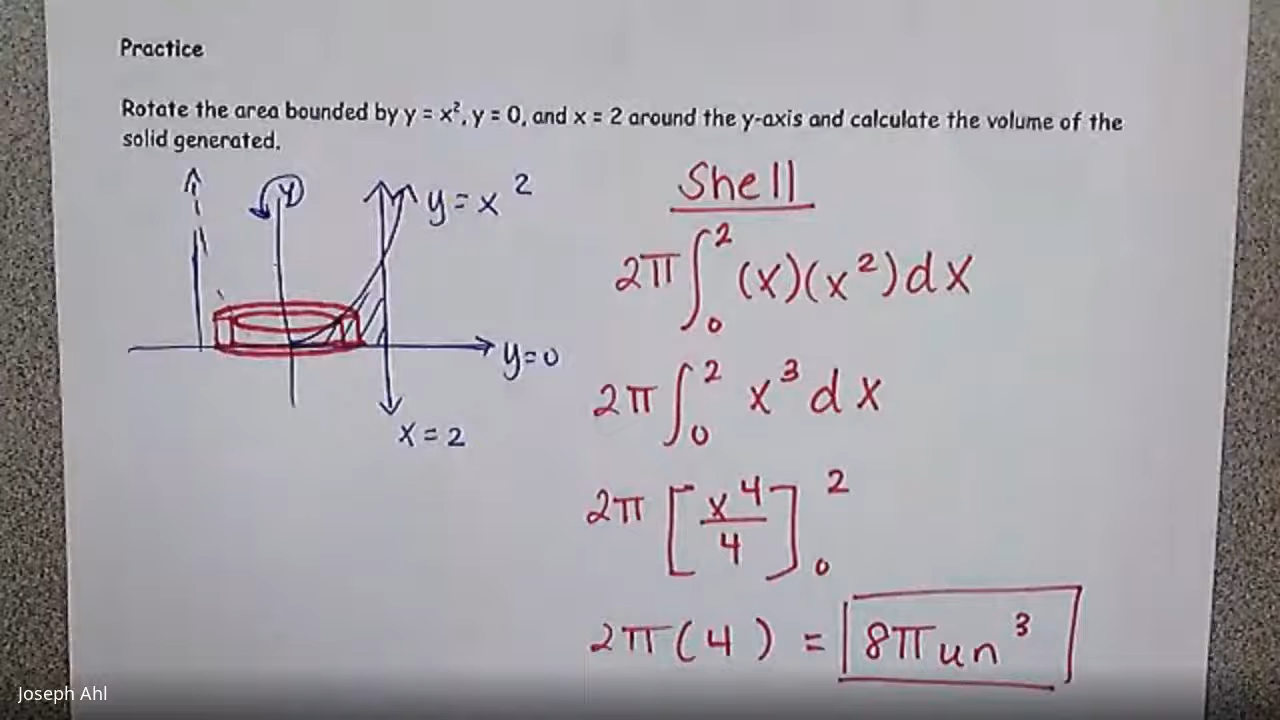 Practice
Rotate the area bounded by y = x², y = 0, and x = 2 around the y-axis and calculate the volume of the
solid generated.
y
y = x²
y=0
x = 2
Shell
2π∫₀² (x)(x²)dx
2π∫₀² x³ dx
2π [x⁴/4]₀²
2π(4) = 8π un³
Joseph Ahl